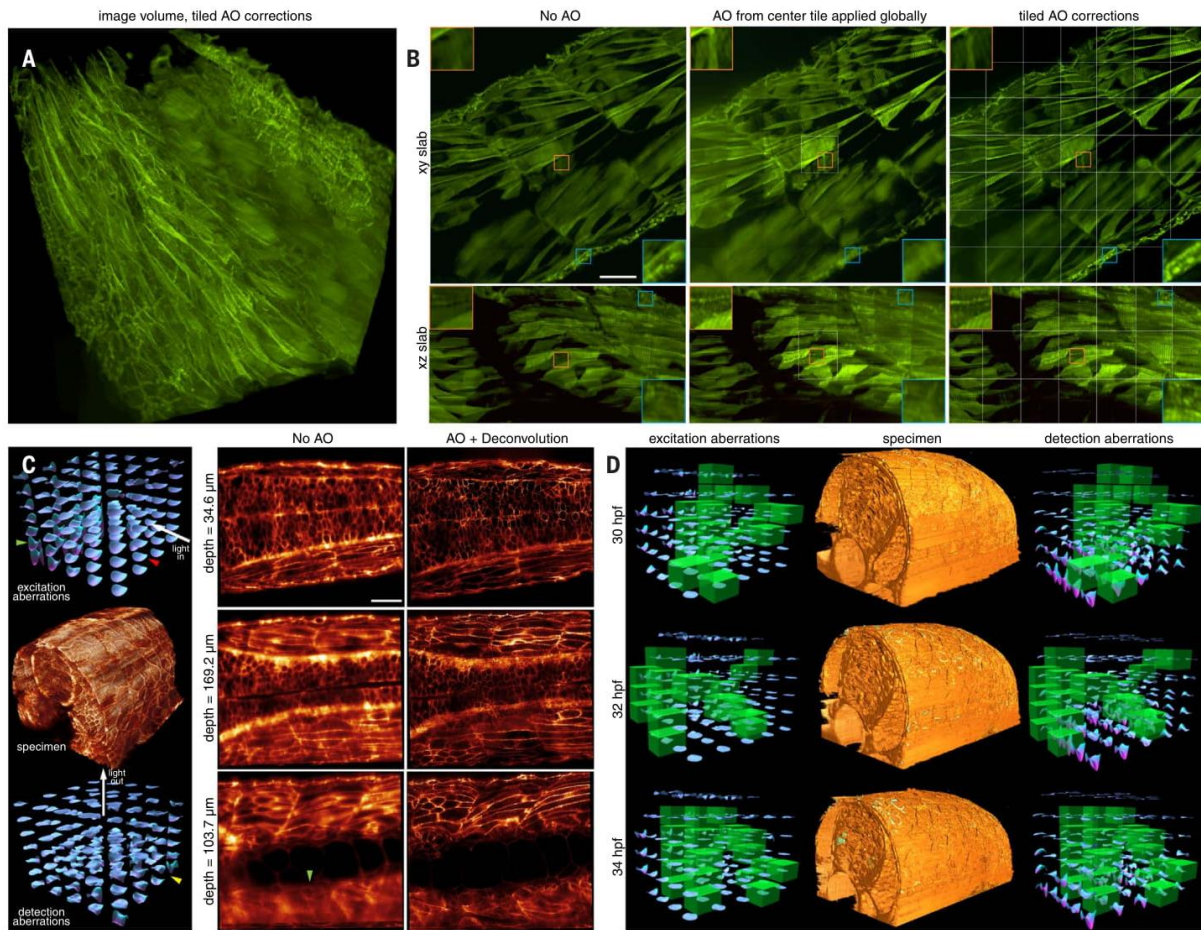 image volume, tiled AO corrections
A
No AO
AO from center tile applied globally
tiled AO corrections
B
xy slab
xz slab
C
light in
excitation aberrations
specimen
light out
detection aberrations
No AO
AO + Deconvolution
depth = 34.6 µm
depth = 169.2 µm
depth = 103.7 µm
excitation aberrations
specimen
detection aberrations
D
30 hpf
32 hpf
34 hpf